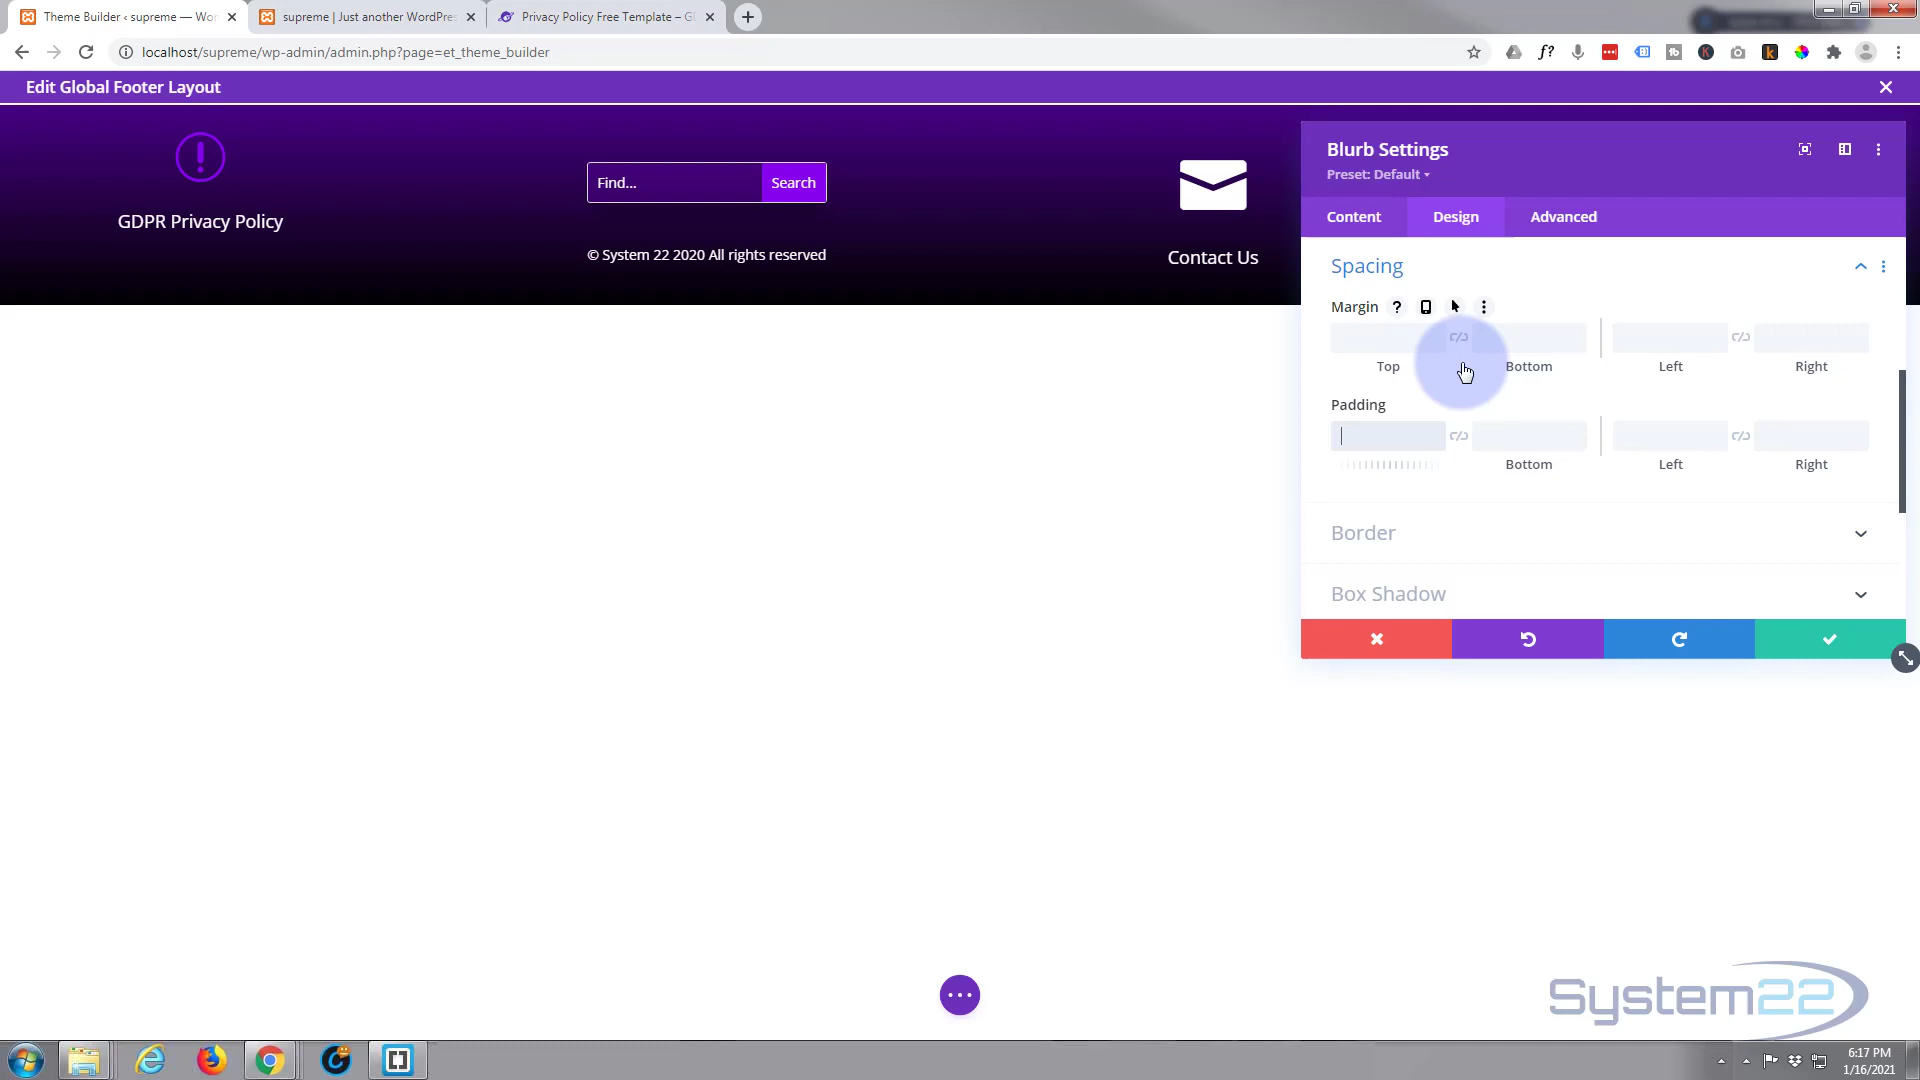 Theme Builder ‹ supreme — Wor
supreme | Just another WordPres
Privacy Policy Free Template – G
localhost/supreme/wp-admin/admin.php?page=et_theme_builder
Edit Global Footer Layout
GDPR Privacy Policy
Find...
Search
© System 22 2020 All rights reserved
Contact Us
Blurb Settings
Preset: Default
Content
Design
Advanced
Spacing
Margin
Top
Bottom
Left
Right
Padding
Bottom
Left
Right
Border
Box Shadow
System22
6:17 PM
1/16/2021